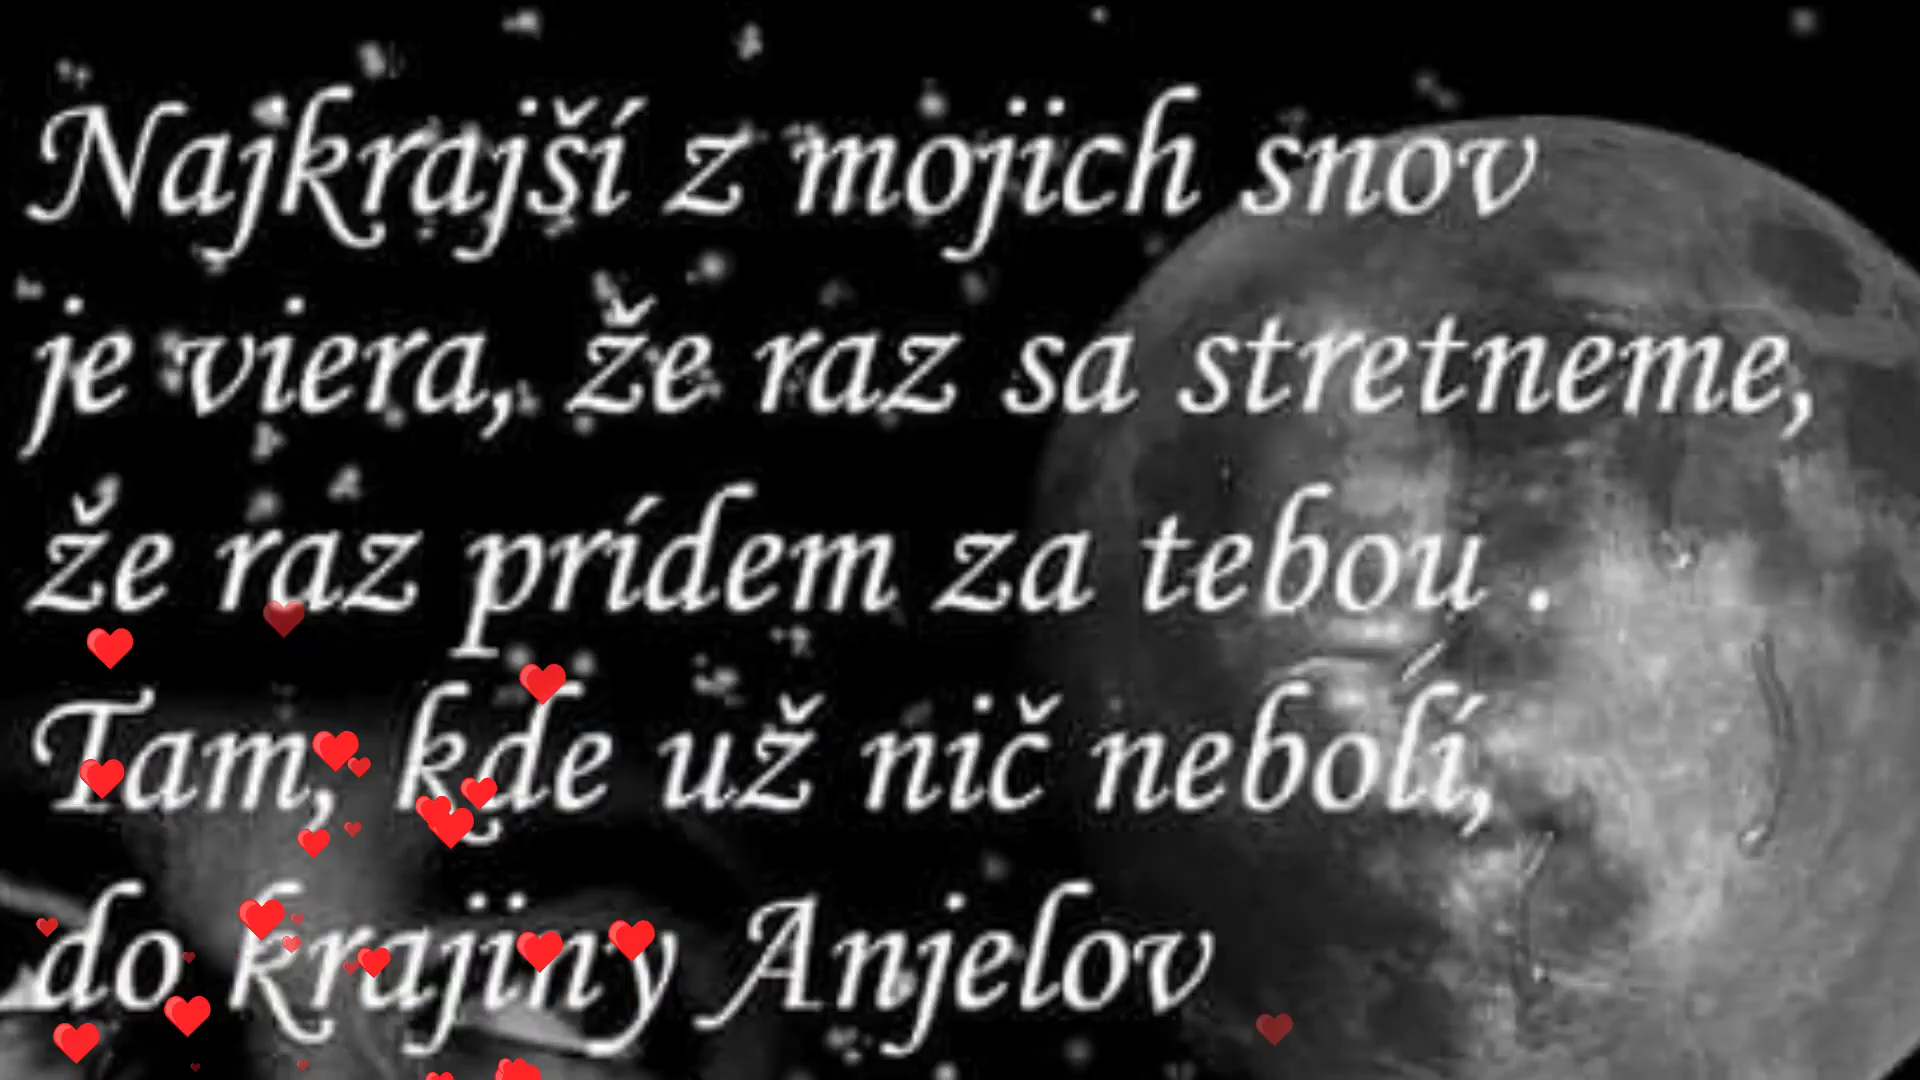 Najkrajší z mojich snov
je viera, že raz sa stretneme,
že raz prídem za tebou .
Tam, kde už nič nebolí,
do krajiny Anjelov